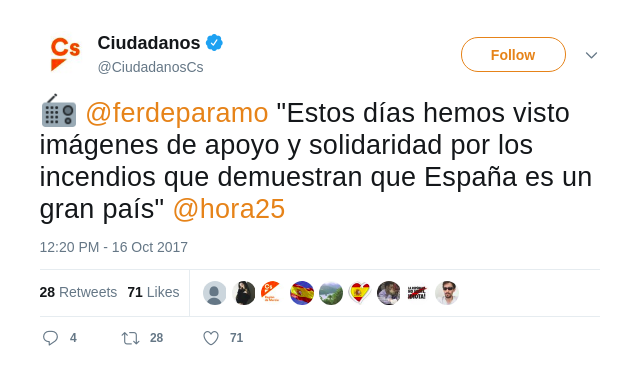 Cs Ciudadanos
@CiudadanosCs
Follow
@ferdeparamo "Estos días hemos visto
imágenes de apoyo y solidaridad por los
incendios que demuestran que España es un
gran país" @hora25
12:20 PM - 16 Oct 2017
28 Retweets 71 Likes
4 28 71